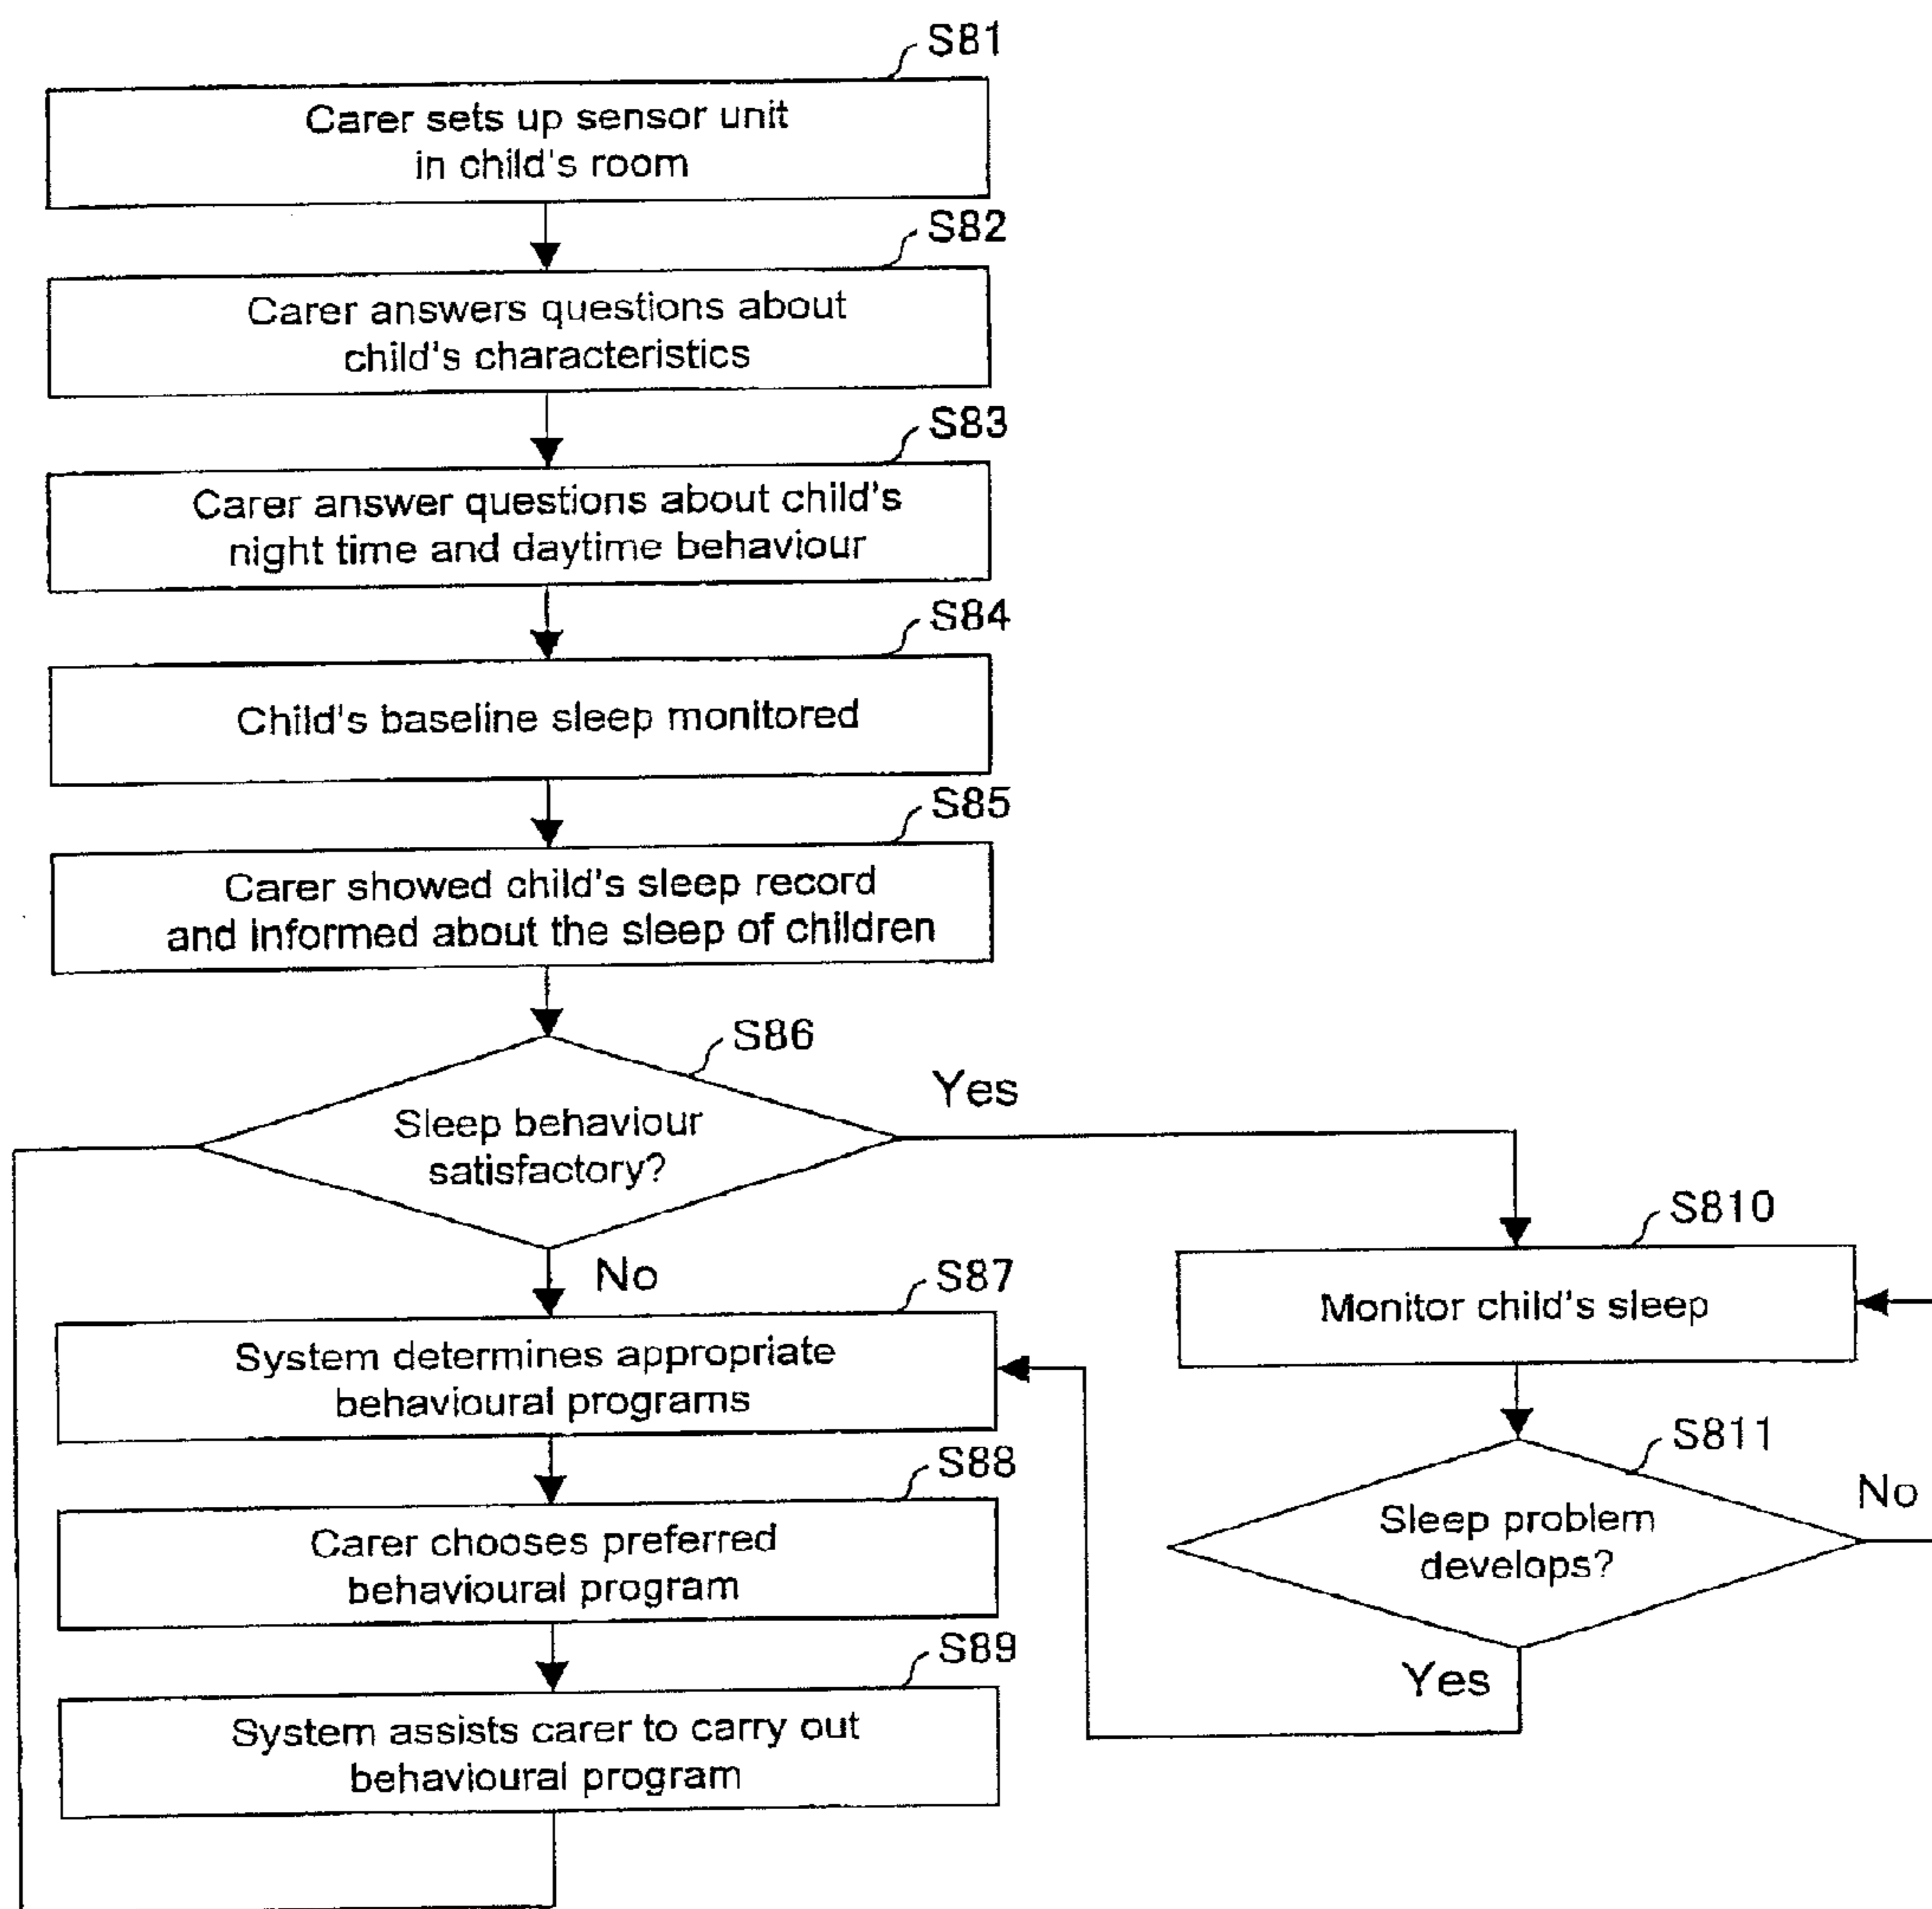 S81
Carer sets up sensor unit
in child's room
S82
Carer answers questions about
child's characteristics
S83
Carer answer questions about child's
night time and daytime behaviour
S84
Child's baseline sleep monitored
S85
Carer showed child's sleep record
and informed about the sleep of children
S86
Sleep behaviour
satisfactory?
Yes
No
S87
System determines appropriate
behavioural programs
S88
Carer chooses preferred
behavioural program
S89
System assists carer to carry out
behavioural program
S810
Monitor child's sleep
S811
Sleep problem
develops?
No
Yes